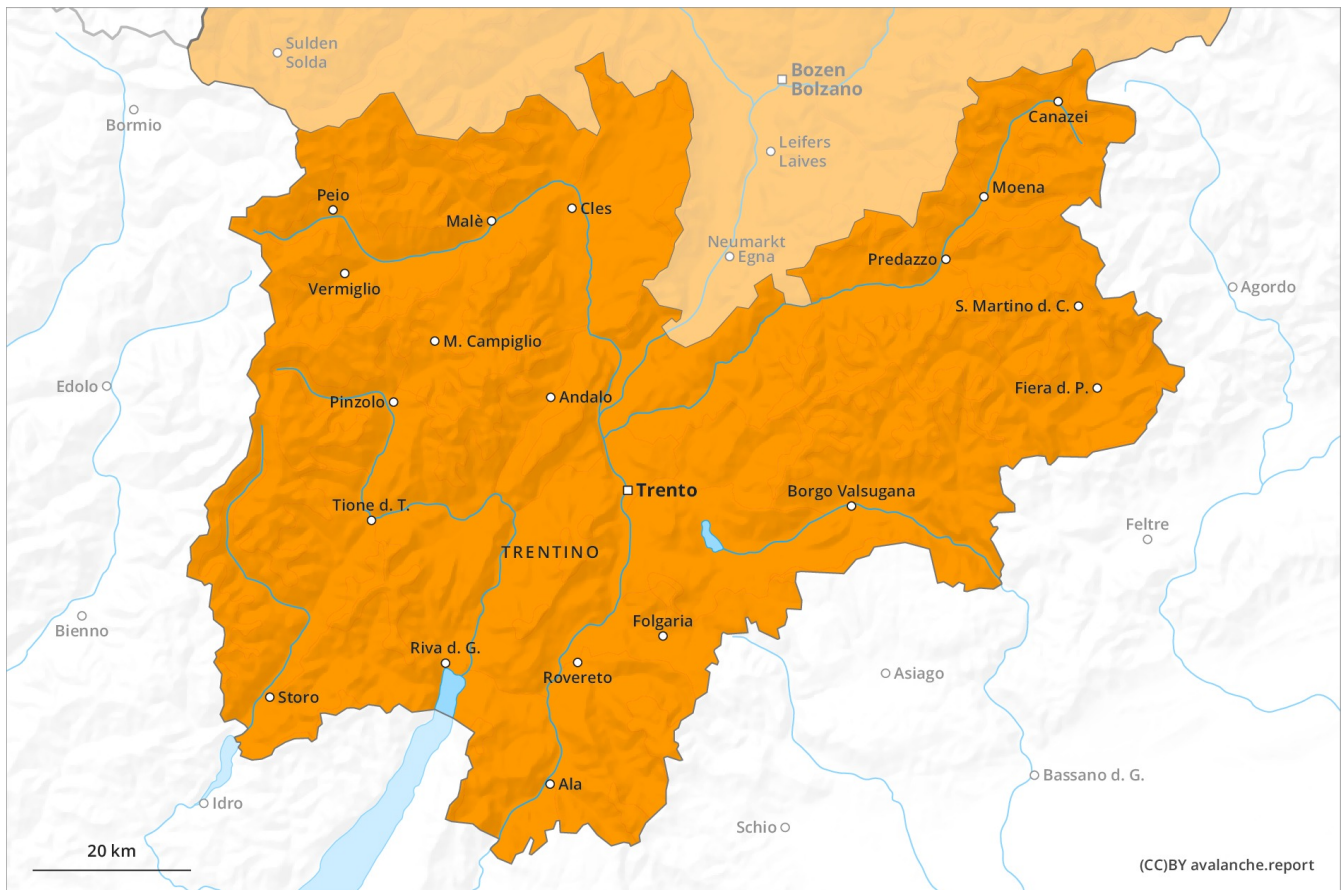 Sulden
Solda
Bozen
Bolzano
Bormio
Canazei
Leifers
Laives
Moena
Peio
Malè
Cles
Neumarkt
Egna
Predazzo
Vermiglio
Agordo
S. Martino d. C.
M. Campiglio
Edolo
Fiera d. P.
Pinzolo
Andalo
Trento
Borgo Valsugana
Tione d. T.
Feltre
TRENTINO
Bienno
Folgaria
Riva d. G.
Rovereto
Asiago
Storo
Bassano d. G.
Ala
Idro
Schio
20 km
(CC)BY avalanche.report